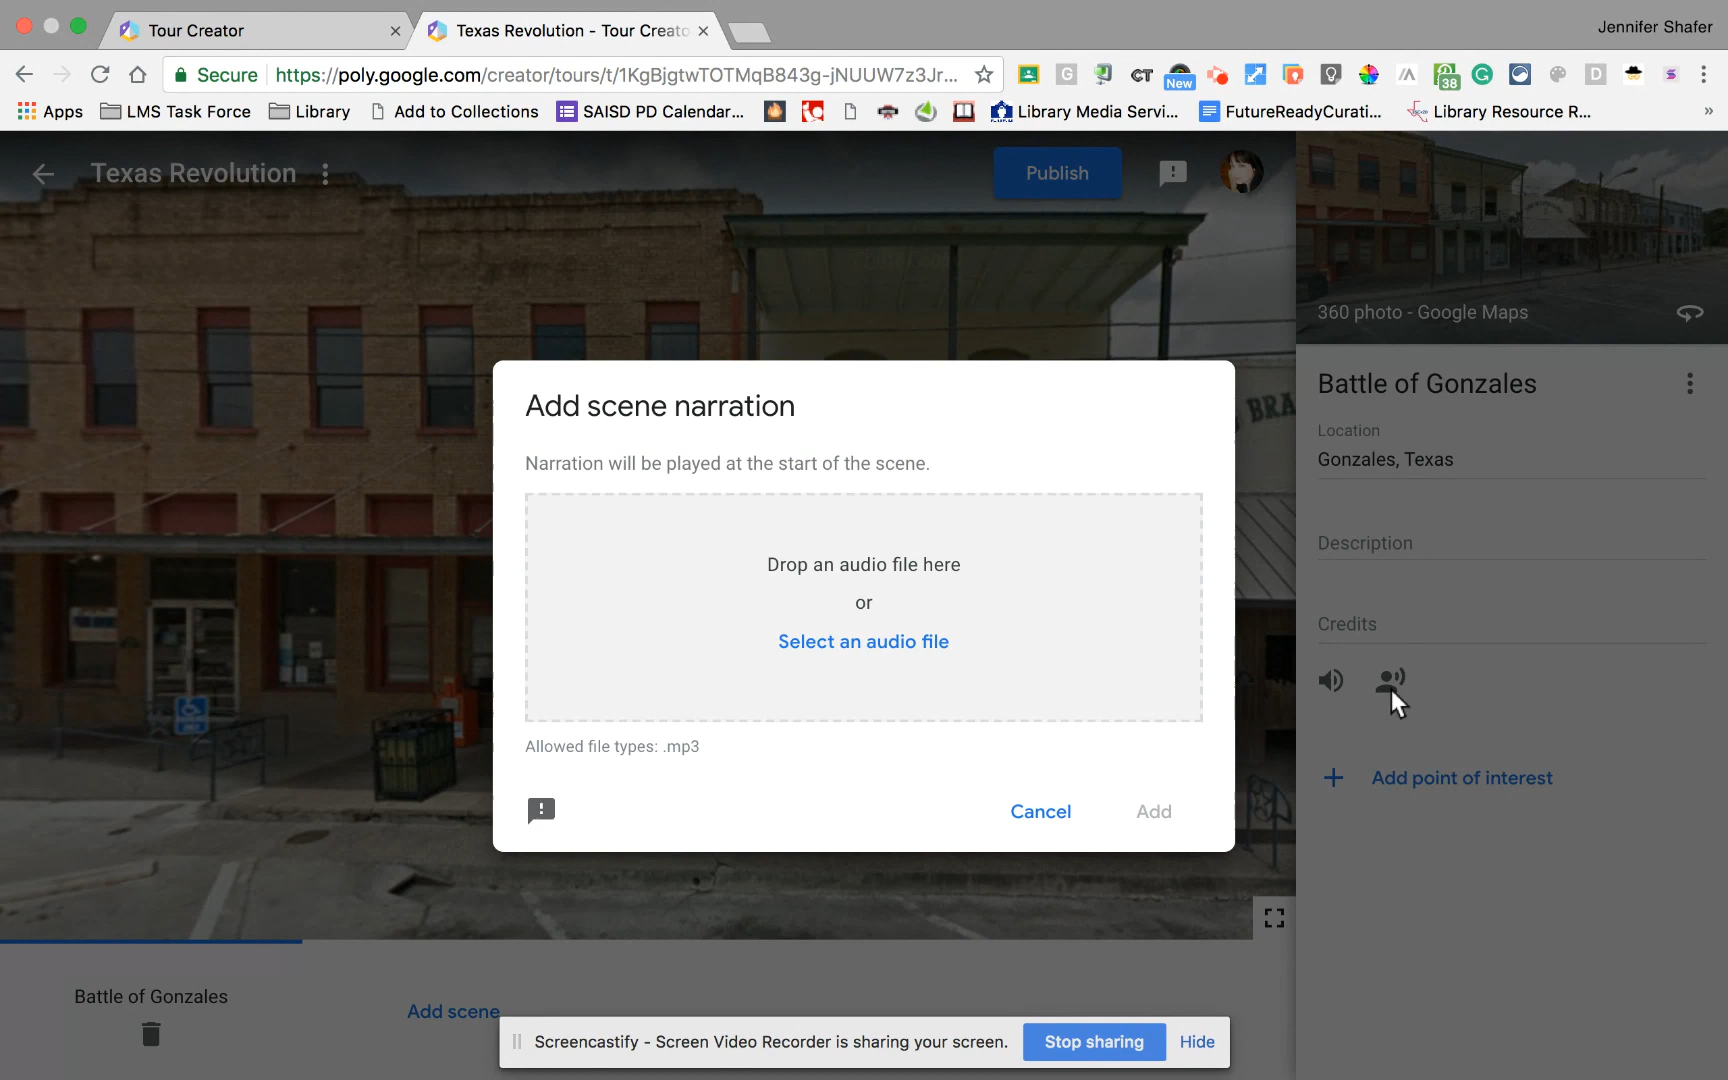 Tour Creator
Texas Revolution - Tour Creato
Jennifer Shafer
Secure https://poly.google.com/creator/tours/t/1KgBjgtwTOTMqB843g-jNUUW7z3Jr...
G CT New 38 D S
Apps LMS Task Force Library Add to Collections SAISD PD Calendar... Library Media Servi... FutureReadyCurati... Library Resource R... »
Texas Revolution
Publish
360 photo - Google Maps
BRA
Battle of Gonzales
Location
Gonzales, Texas
Description
Credits
Add point of interest
Add scene narration
Narration will be played at the start of the scene.
Drop an audio file here
or
Select an audio file
Allowed file types: .mp3
Cancel Add
Battle of Gonzales
Add scene
Screencastify - Screen Video Recorder is sharing your screen. Stop sharing Hide